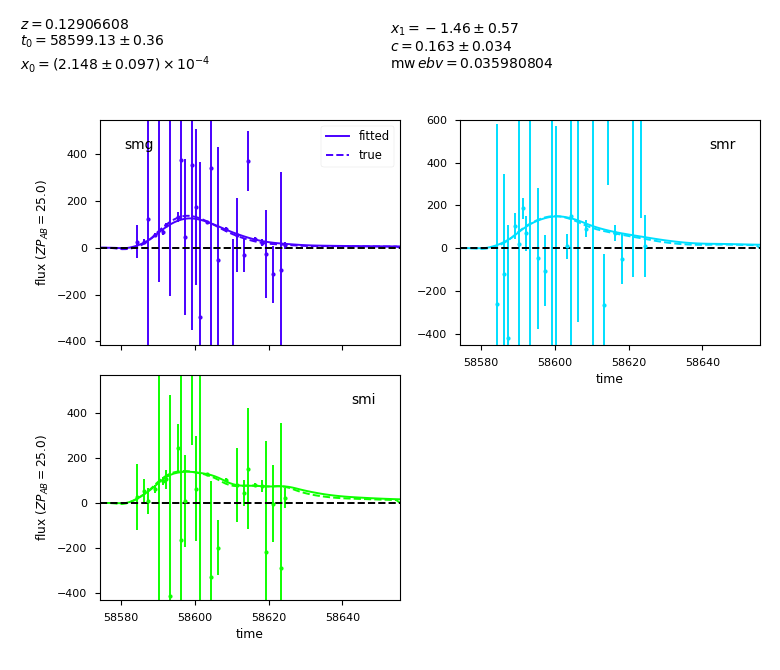 z = 0.12906608
t₀ = 58599.13 ± 0.36
x₀ = (2.148 ± 0.097) × 10⁻⁴
x₁ = −1.46 ± 0.57
c = 0.163 ± 0.034
mw ebv = 0.035980804
smg
fitted
true
flux (ZP_AB = 25.0)
400
200
0
−200
−400
smr
600
400
200
0
−200
−400
58580 58600 58620 58640
time
smi
flux (ZP_AB = 25.0)
400
200
0
−200
−400
58580 58600 58620 58640
time